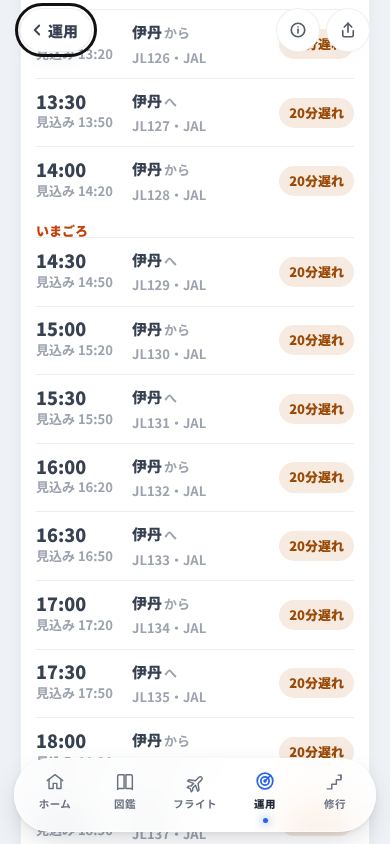 運用
伊丹から
見込み 13:20
JL126・JAL
13:30
伊丹へ
見込み 13:50
JL127・JAL
20分遅れ
14:00
伊丹から
見込み 14:20
JL128・JAL
20分遅れ
いまごろ
14:30
伊丹へ
見込み 14:50
JL129・JAL
20分遅れ
15:00
伊丹から
見込み 15:20
JL130・JAL
20分遅れ
15:30
伊丹へ
見込み 15:50
JL131・JAL
20分遅れ
16:00
伊丹から
見込み 16:20
JL132・JAL
20分遅れ
16:30
伊丹へ
見込み 16:50
JL133・JAL
20分遅れ
17:00
伊丹から
見込み 17:20
JL134・JAL
20分遅れ
17:30
伊丹へ
見込み 17:50
JL135・JAL
20分遅れ
18:00
伊丹から
20分遅れ
ホーム
図鑑
フライト
運用
修行
JL137・JAL